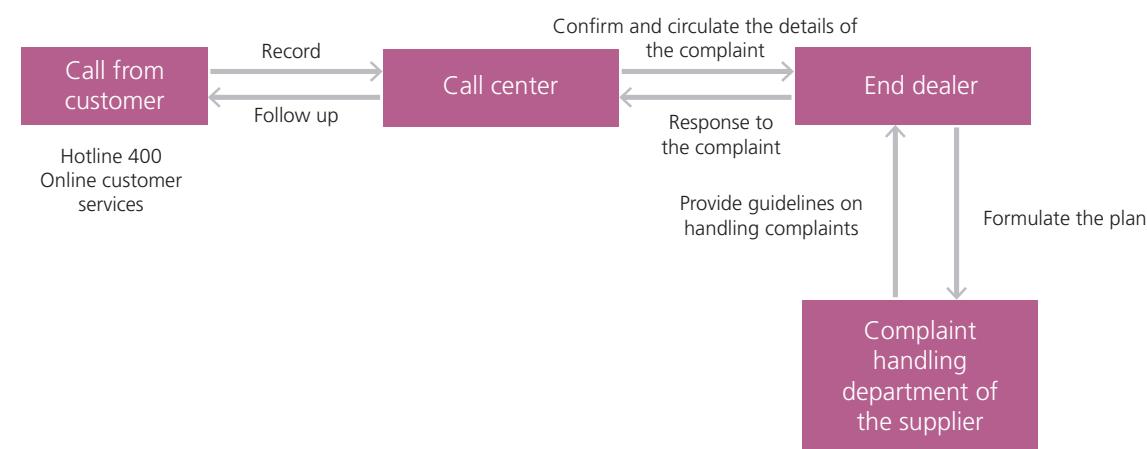 Confirm and circulate the details of
the complaint
Record
Call from
customer
Call center
End dealer
Follow up
Response to
the complaint
Hotline 400
Online customer
services
Provide guidelines on
handling complaints
Formulate the plan
Complaint
handling
department of
the supplier